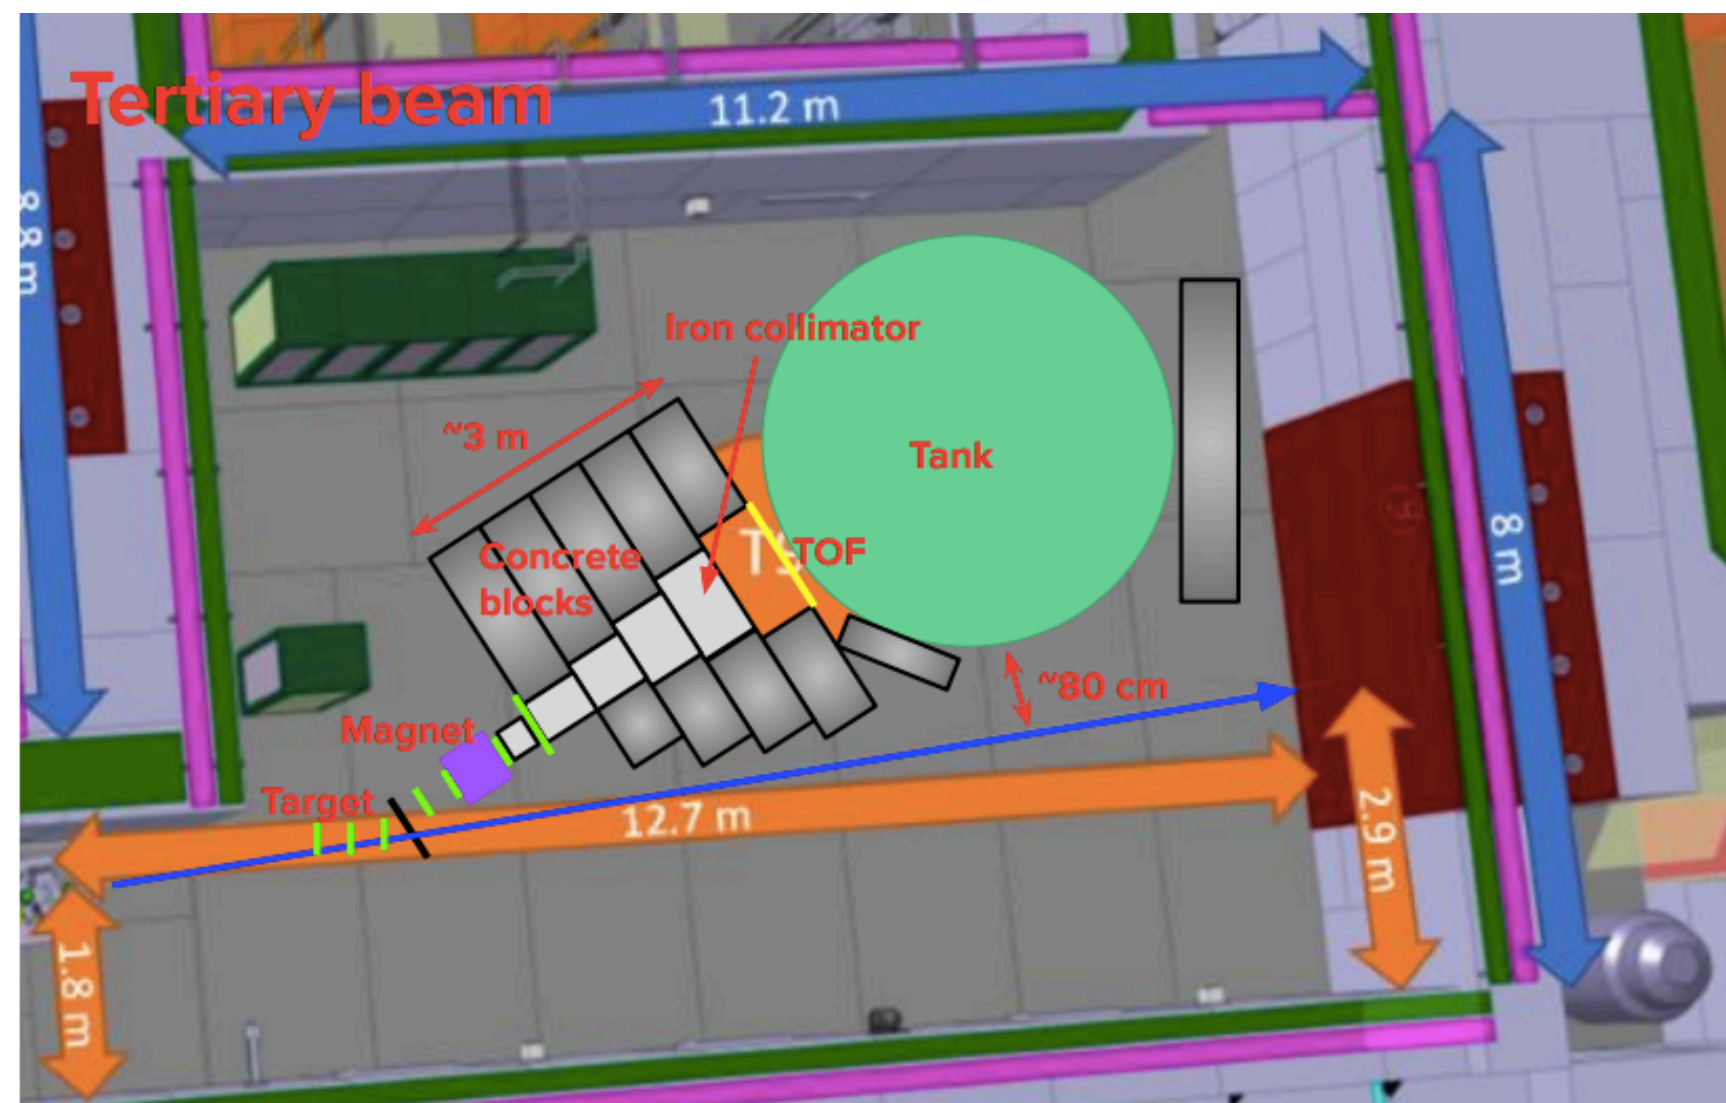 Tertiary beam
11.2 m
8.8 m
Iron collimator
~3 m
Tank
T9
TOF
8 m
Concrete
blocks
~80 cm
Magnet
Target
12.7 m
2.9 m
1.8 m